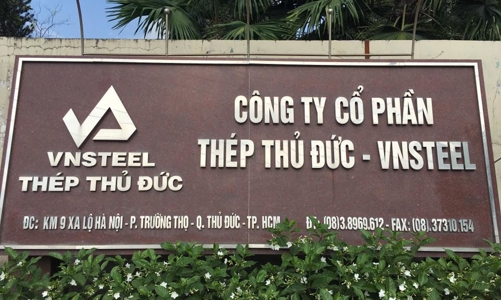 VNSTEEL
THÉP THỦ ĐỨC
CÔNG TY CỔ PHẦN
THÉP THỦ ĐỨC - VNSTEEL
ĐC: KM 9 XA LỘ HÀ NỘI - P. TRƯỜNG THỌ - Q. THỦ ĐỨC - TP. HCM
(08)3.8969.612 - FAX: (08).37310.154